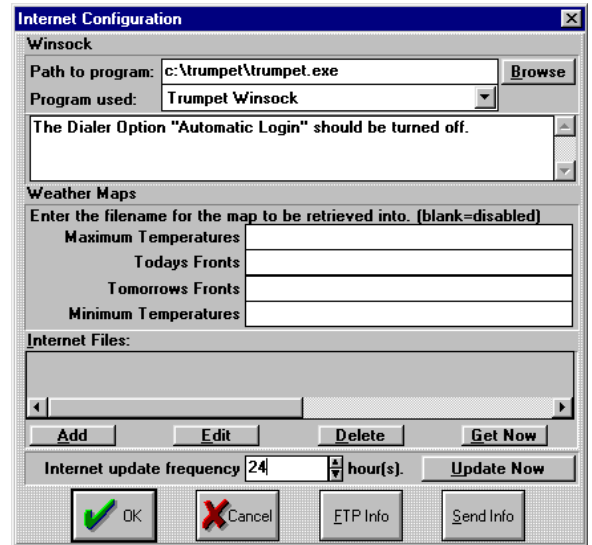 Internet Configuration
Winsock
Path to program: c:\trumpet\trumpet.exe Browse
Program used: Trumpet Winsock
The Dialer Option "Automatic Login" should be turned off.
Weather Maps
Enter the filename for the map to be retrieved into. (blank=disabled)
Maximum Temperatures
Todays Fronts
Tomorrows Fronts
Minimum Temperatures
Internet Files:
Add Edit Delete Get Now
Internet update frequency 24 hour(s). Update Now
OK Cancel FTP Info Send Info